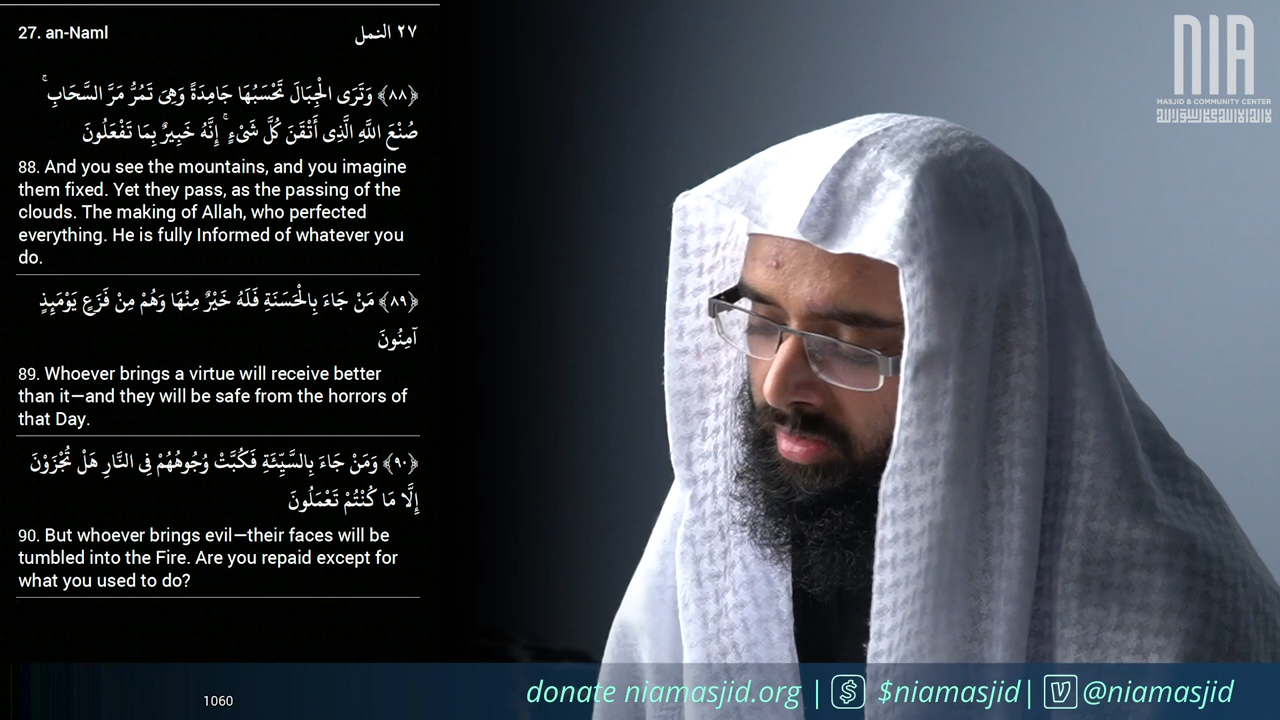 27. an-Naml
٢٧ النمل
﴿٨٨﴾ وَتَرَى الْجِبَالَ تَحْسَبُهَا جَامِدَةً وَهِىَ تَمُرُّ مَرَّ السَّحَابِ ۚ
صُنْعَ اللَّهِ الَّذِى أَتْقَنَ كُلَّ شَىْءٍ ۚ إِنَّهُ خَبِيرٌ بِمَا تَفْعَلُونَ
88. And you see the mountains, and you imagine
them fixed. Yet they pass, as the passing of the
clouds. The making of Allah, who perfected
everything. He is fully Informed of whatever you
do.
﴿٨٩﴾ مَنْ جَاءَ بِالْحَسَنَةِ فَلَهُ خَيْرٌ مِنْهَا وَهُمْ مِنْ فَزَعٍ يَوْمَئِذٍ
آمِنُونَ
89. Whoever brings a virtue will receive better
than it—and they will be safe from the horrors of
that Day.
﴿٩٠﴾ وَمَنْ جَاءَ بِالسَّيِّئَةِ فَكُبَّتْ وُجُوهُهُمْ فِى النَّارِ هَلْ تُجْزَوْنَ
إِلَّا مَا كُنْتُمْ تَعْمَلُونَ
90. But whoever brings evil—their faces will be
tumbled into the Fire. Are you repaid except for
what you used to do?
NIA
MASJID & COMMUNITY CENTER
1060
donate niamasjid.org | $ $niamasjid | V @niamasjid